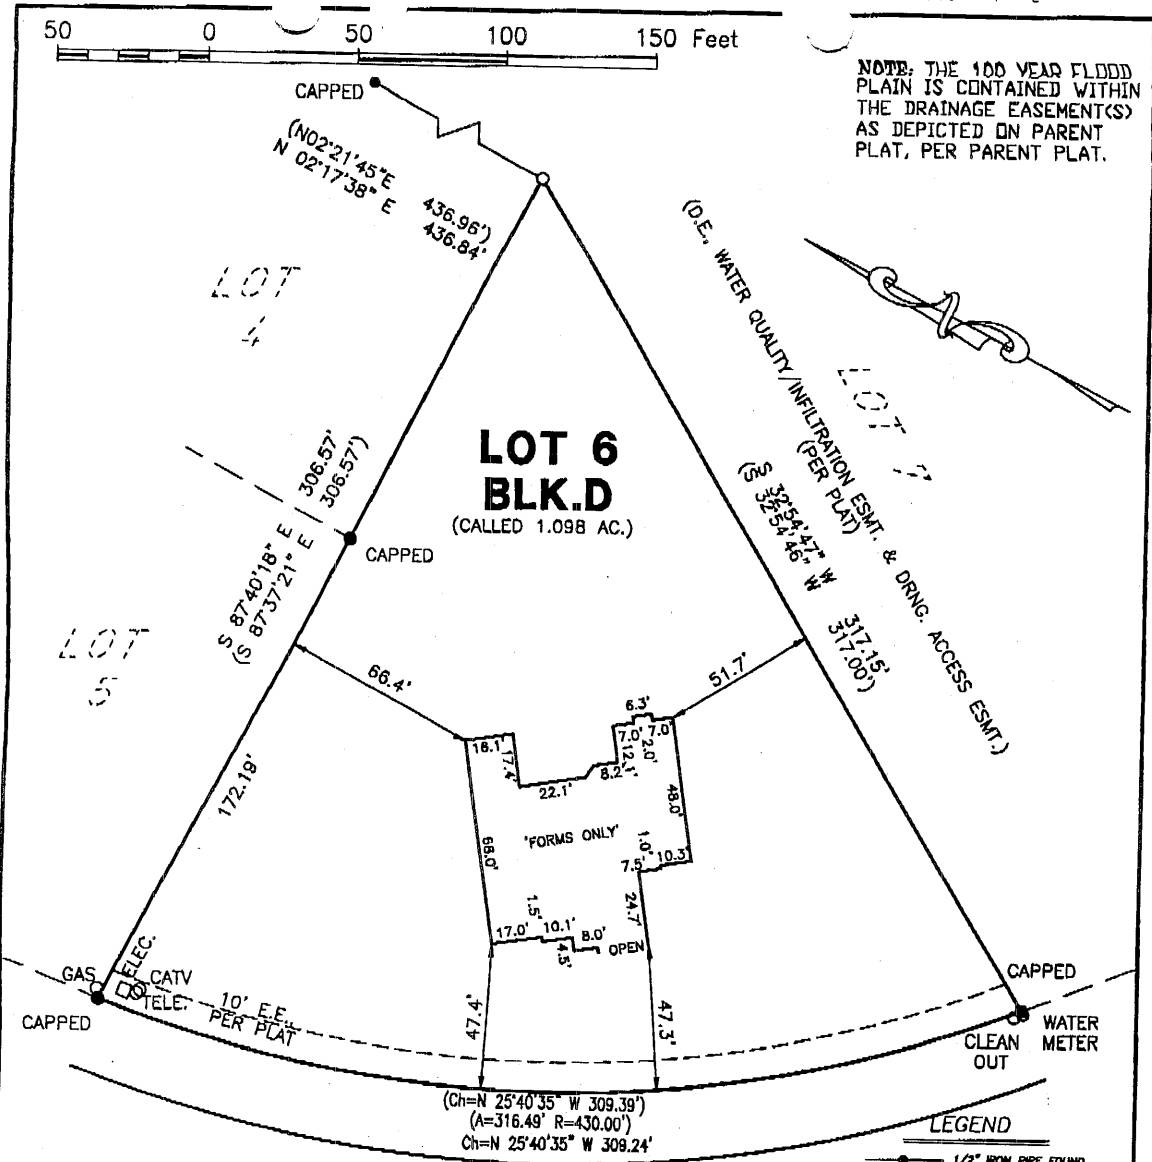 50 0 50 100 150 Feet
NOTE: THE 100 YEAR FLOOD
PLAIN IS CONTAINED WITHIN
THE DRAINAGE EASEMENT(S)
AS DEPICTED ON PARENT
PLAT, PER PARENT PLAT.
CAPPED
(N02°21'45"E 436.96')
N 02°17'38" E 436.84'
LOT
4
(D.E., WATER QUALITY/INFILTRATION ESMT. & DRNG. ACCESS ESMT.)
(PER PLAT)
LOT
7
LOT 6
BLK.D
(CALLED 1.098 AC.)
S 87°40'18" E 306.57'
(S 87°37'21" E 306.57')
CAPPED
S 32°54'47" W 317.15'
(S 32°54'46" W 317.00')
LOT
5
66.4'
51.7'
172.19'
6.3'
18.1'
17.4'
7.0'
7.0'
2.0'
12.1'
8.2'
22.1'
48.0'
'FORMS ONLY'
68.0'
1.0'
7.5'
10.3'
24.7'
1.5'
17.0'
10.1'
8.0'
4.5'
OPEN
ELEC.
GAS
CATV
TELE.
CAPPED
10' E.E.,
PER PLAT
47.4'
47.3'
CAPPED
WATER
METER
CLEAN
OUT
(Ch=N 25°40'35" W 309.39')
(A=316.49' R=430.00')
Ch=N 25°40'35" W 309.24'
LEGEND
1/2" IRON PIPE FOUND